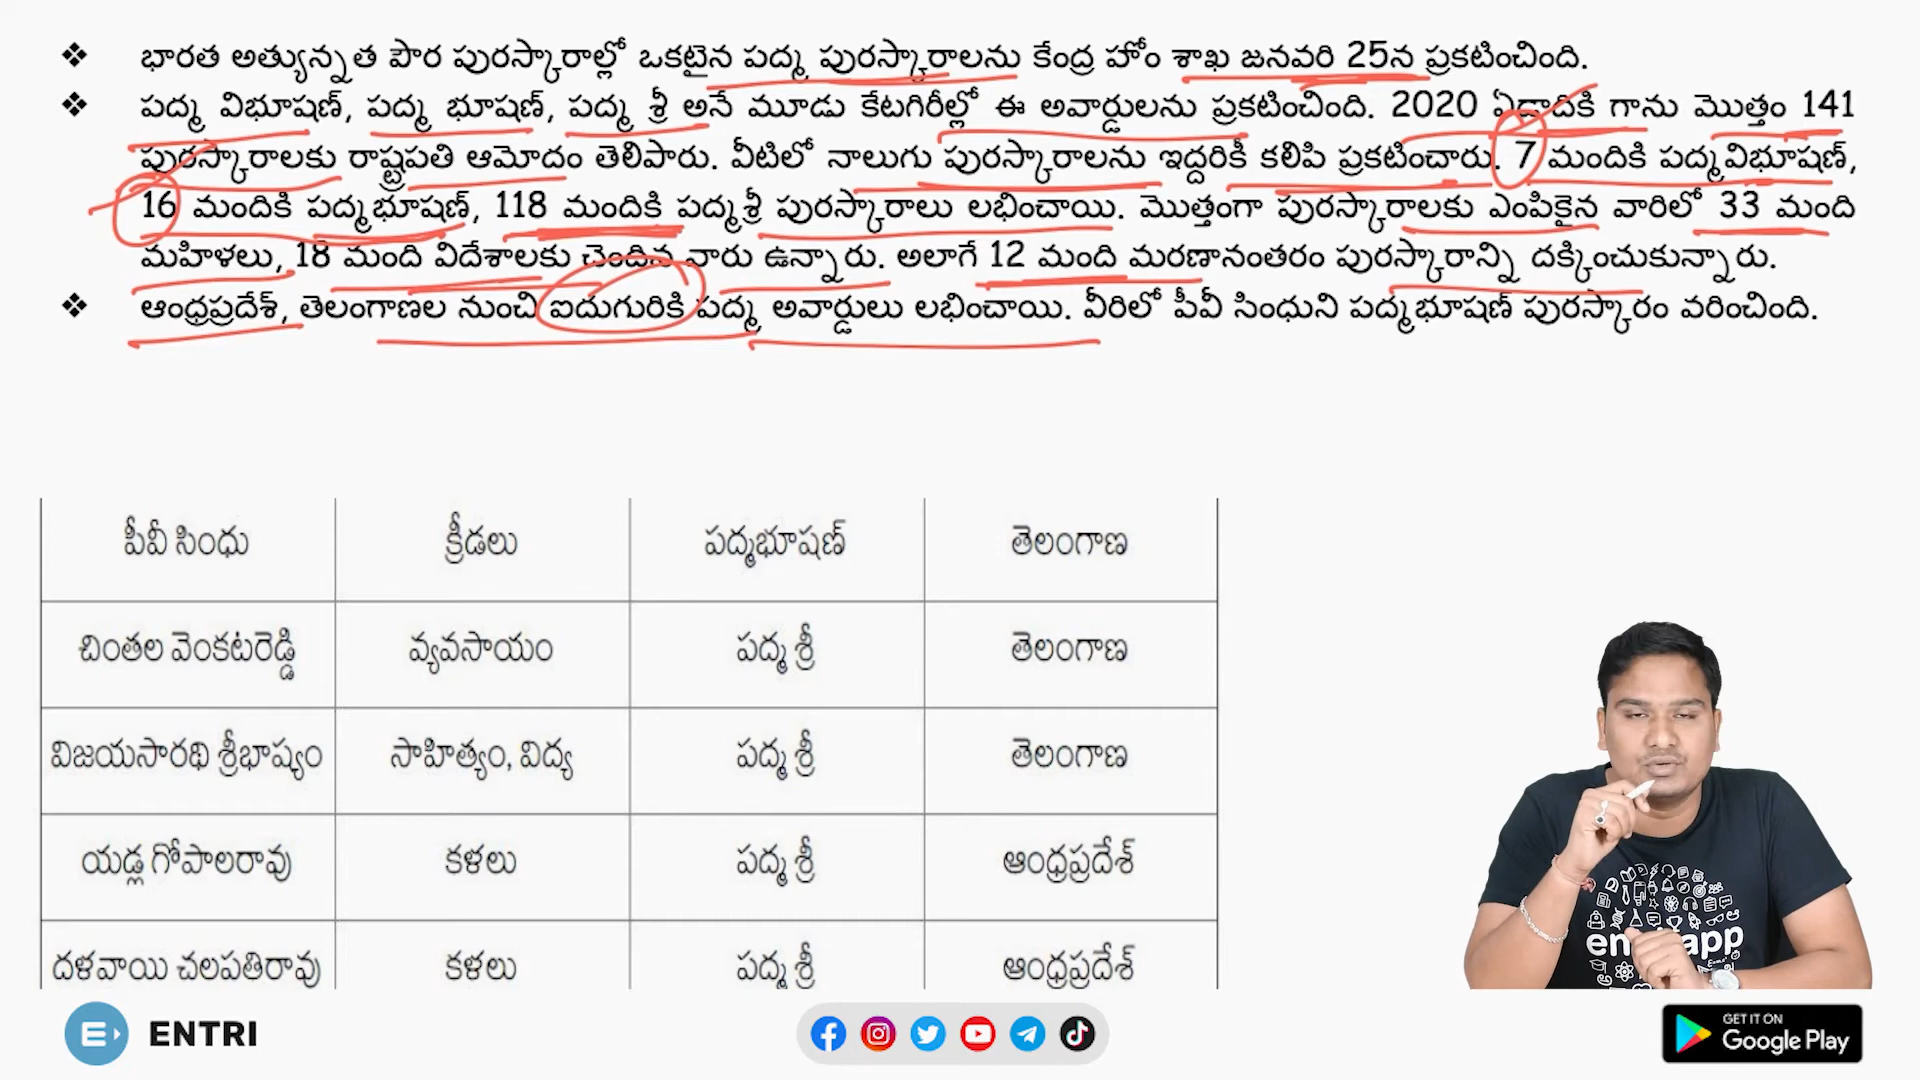 ❖ భారత అత్యున్నత పౌర పురస్కారాల్లో ఒకటైన పద్మ పురస్కారాలను కేంద్ర హోం శాఖ జనవరి 25న ప్రకటించింది.
❖ పద్మ విభూషణ్, పద్మ భూషణ్, పద్మ శ్రీ అనే మూడు కేటగిరీల్లో ఈ అవార్డులను ప్రకటించింది. 2020 ఏడాదికి గాను మొత్తం 141
పురస్కారాలకు రాష్ట్రపతి ఆమోదం తెలిపారు. వీటిలో నాలుగు పురస్కారాలను ఇద్దరికీ కలిపి ప్రకటించారు. 7 మందికి పద్మవిభూషణ్,
16 మందికి పద్మభూషణ్, 118 మందికి పద్మశ్రీ పురస్కారాలు లభించాయి. మొత్తంగా పురస్కారాలకు ఎంపికైన వారిలో 33 మంది
మహిళలు, 18 మంది విదేశాలకు చెందిన వారు ఉన్నారు. అలాగే 12 మంది మరణానంతరం పురస్కారాన్ని దక్కించుకున్నారు.
❖ ఆంధ్రప్రదేశ్, తెలంగాణల నుంచి ఐదుగురికి పద్మ అవార్డులు లభించాయి. వీరిలో పీవీ సింధుని పద్మభూషణ్ పురస్కారం వరించింది.
పీవీ సింధు క్రీడలు పద్మభూషణ్ తెలంగాణ
చింతల వెంకటరెడ్డి వ్యవసాయం పద్మ శ్రీ తెలంగాణ
విజయసారథి శ్రీభాష్యం సాహిత్యం, విద్య పద్మ శ్రీ తెలంగాణ
యడ్ల గోపాలరావు కళలు పద్మ శ్రీ ఆంధ్రప్రదేశ్
దళవాయి చలపతిరావు కళలు పద్మ శ్రీ ఆంధ్రప్రదేశ్
app
ENTRI
GET IT ON
Google Play